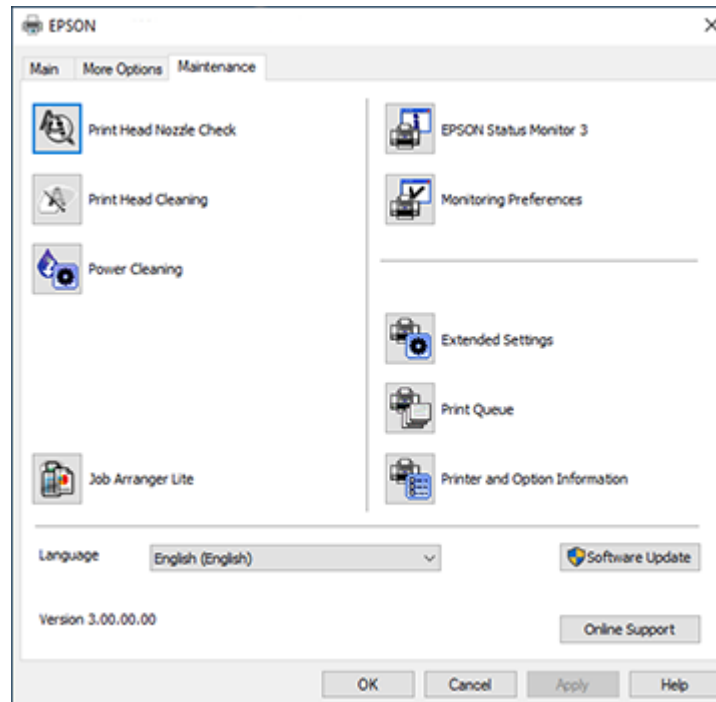 EPSON
Main More Options Maintenance
Print Head Nozzle Check
Print Head Cleaning
Power Cleaning
Job Arranger Lite
EPSON Status Monitor 3
Monitoring Preferences
Extended Settings
Print Queue
Printer and Option Information
Language English (English) Software Update
Version 3.00.00.00
Online Support
OK Cancel Apply Help